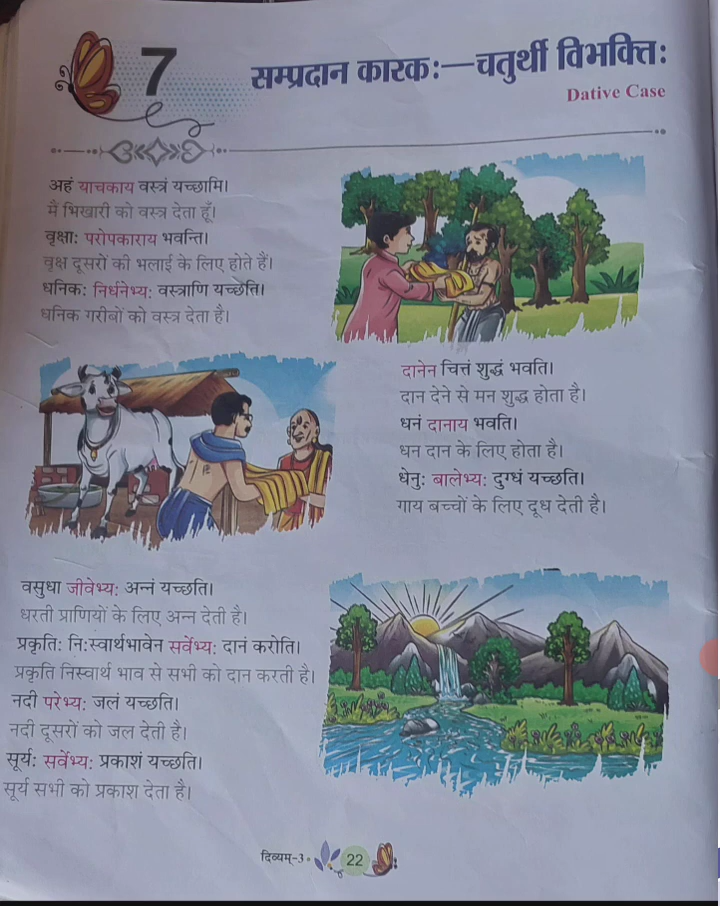 7
सम्प्रदान कारकः—चतुर्थी विभक्तिः
Dative Case
अहं याचकाय वस्त्रं यच्छामि।
मैं भिखारी को वस्त्र देता हूँ।
वृक्षाः परोपकाराय भवन्ति।
वृक्ष दूसरों की भलाई के लिए होते हैं।
धनिकः निर्धनेभ्यः वस्त्राणि यच्छति।
धनिक गरीबों को वस्त्र देता है।
दानेन चित्तं शुद्धं भवति।
दान देने से मन शुद्ध होता है।
धनं दानाय भवति।
धन दान के लिए होता है।
धेनुः बालेभ्यः दुग्धं यच्छति।
गाय बच्चों के लिए दूध देती है।
वसुधा जीवेभ्यः अन्नं यच्छति।
धरती प्राणियों के लिए अन्न देती है।
प्रकृतिः निःस्वार्थभावेन सर्वेभ्यः दानं करोति।
प्रकृति निस्वार्थ भाव से सभी को दान करती है।
नदी परेभ्यः जलं यच्छति।
नदी दूसरों को जल देती है।
सूर्यः सर्वेभ्यः प्रकाशं यच्छति।
सूर्य सभी को प्रकाश देता है।
दिव्यम्-3
22